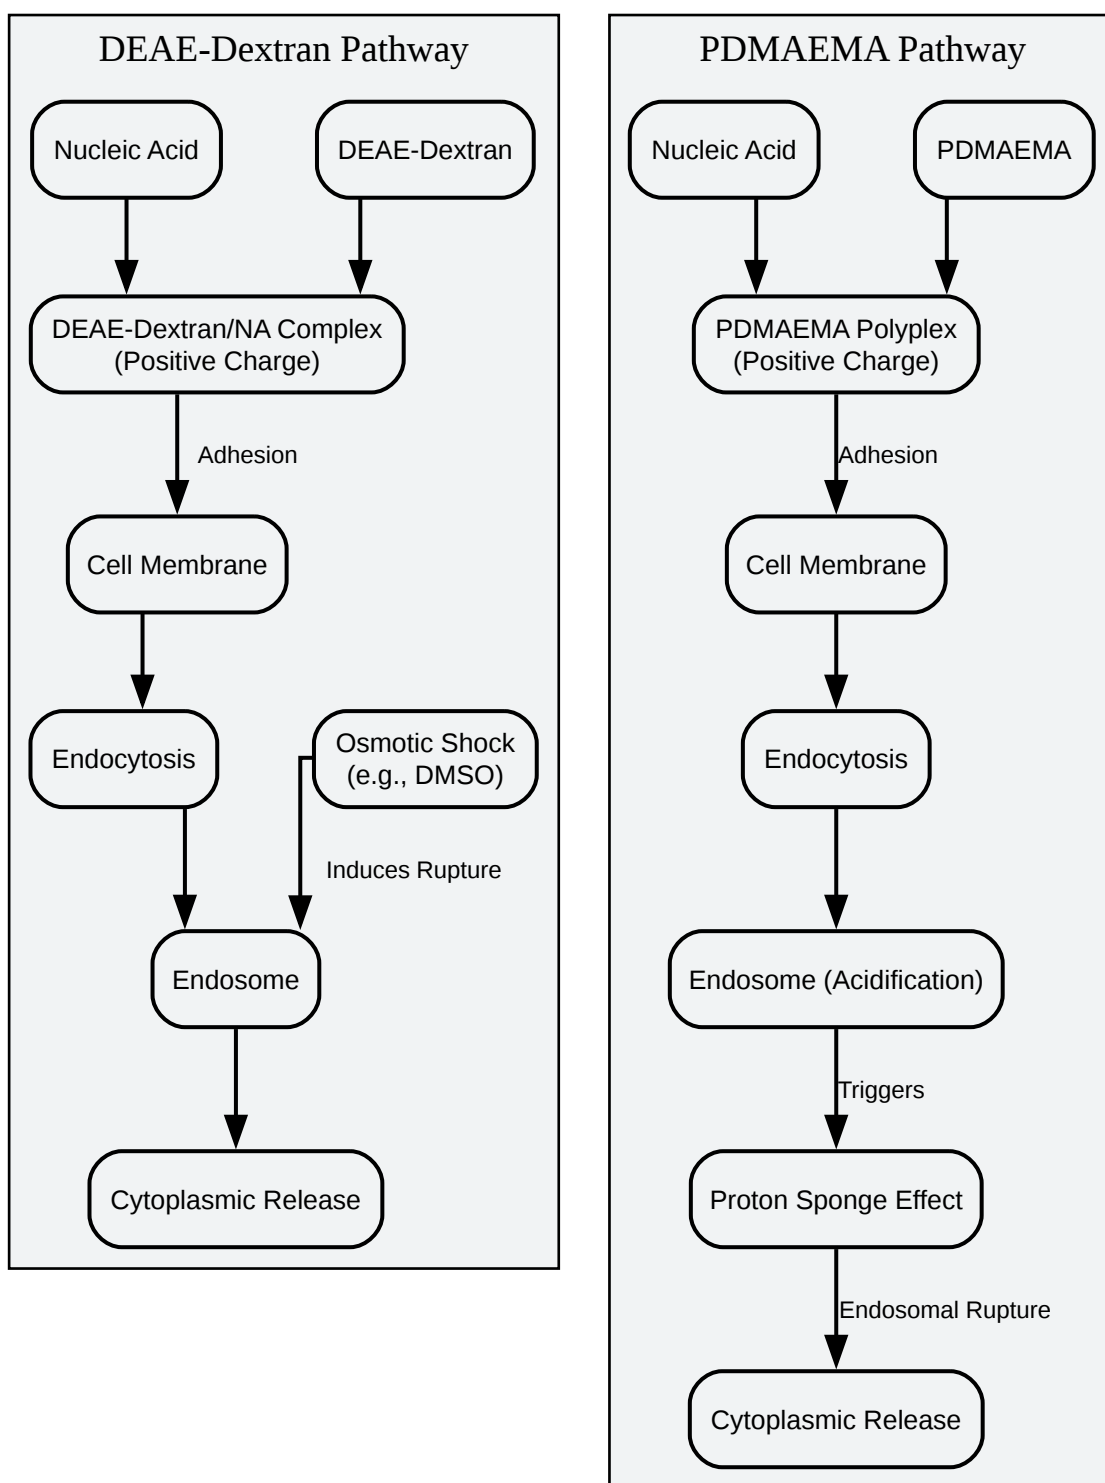 DEAE-Dextran Pathway
Nucleic Acid
DEAE-Dextran
DEAE-Dextran/NA Complex
(Positive Charge)
Adhesion
Cell Membrane
Endocytosis
Osmotic Shock
(e.g., DMSO)
Induces Rupture
Endosome
Cytoplasmic Release
PDMAEMA Pathway
Nucleic Acid
PDMAEMA
PDMAEMA Polyplex
(Positive Charge)
Adhesion
Cell Membrane
Endocytosis
Endosome (Acidification)
Triggers
Proton Sponge Effect
Endosomal Rupture
Cytoplasmic Release